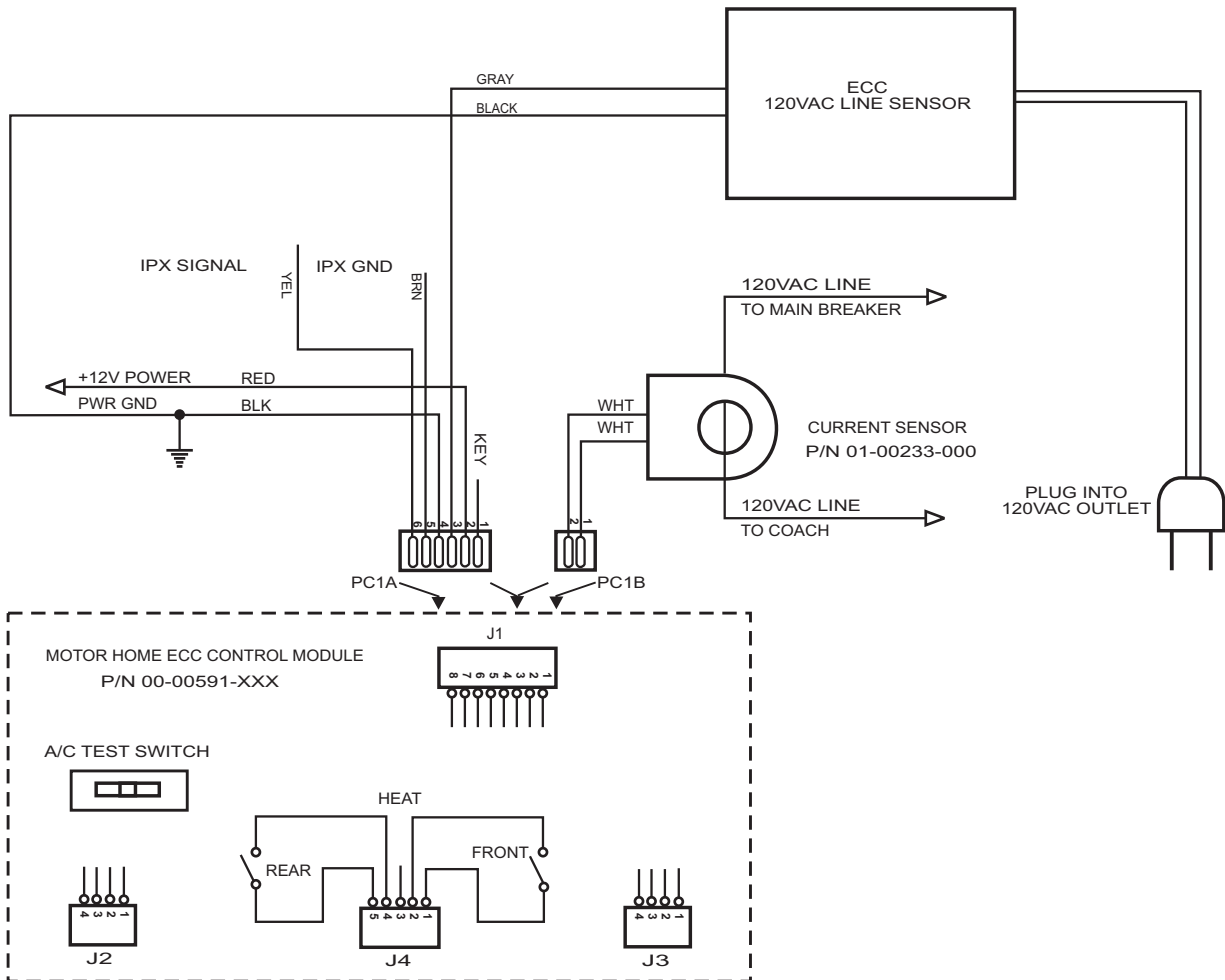 ECC
120VAC LINE SENSOR
GRAY
BLACK
IPX SIGNAL
YEL
IPX GND
BRN
120VAC LINE
TO MAIN BREAKER
+12V POWER
RED
PWR GND
BLK
KEY
WHT
WHT
CURRENT SENSOR
P/N 01-00233-000
PLUG INTO
120VAC OUTLET
120VAC LINE
TO COACH
6 5 4 3 2 1
2 1
PC1A
PC1B
J1
8 7 6 5 4 3 2 1
MOTOR HOME ECC CONTROL MODULE
P/N 00-00591-XXX
A/C TEST SWITCH
HEAT
REAR
FRONT
4 3 2 1
J2
5 4 3 2 1
J4
4 3 2 1
J3